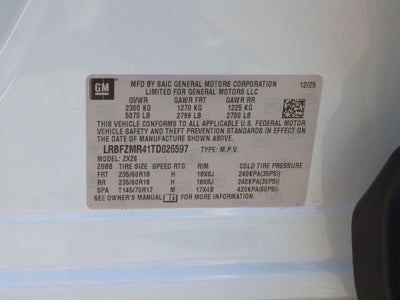 GM
MFD BY SAIC GENERAL MOTORS CORPORATION 12/25
LIMITED FOR GENERAL MOTORS LLC
GVWR GAWR FRT GAWR RR
2300 KG 1270 KG 1225 KG
5070 LB 2799 LB 2700 LB
THIS VEHICLE CONFORMS TO ALL APPLICABLE U.S. FEDERAL MOTOR
VEHICLE SAFETY, BUMPER, AND THEFT PREVENTION STANDARDS IN EFFECT ON
THE DATE OF MANUFACTURE SHOWN ABOVE.
LRBFZMR41TD026597 TYPE: M.P.V.
MODEL: ZX26
ZBBB TIRE SIZE SPEED RTG RIM COLD TIRE PRESSURE
FRT 235/60R18 H 18X8J 240KPA(35PSI)
RR 235/60R18 H 18X8J 240KPA(35PSI)
SPA T145/70R17 M 17X4B 420KPA(60PSI)
SEE OWNER'S MANUAL FOR MORE INFORMATION.